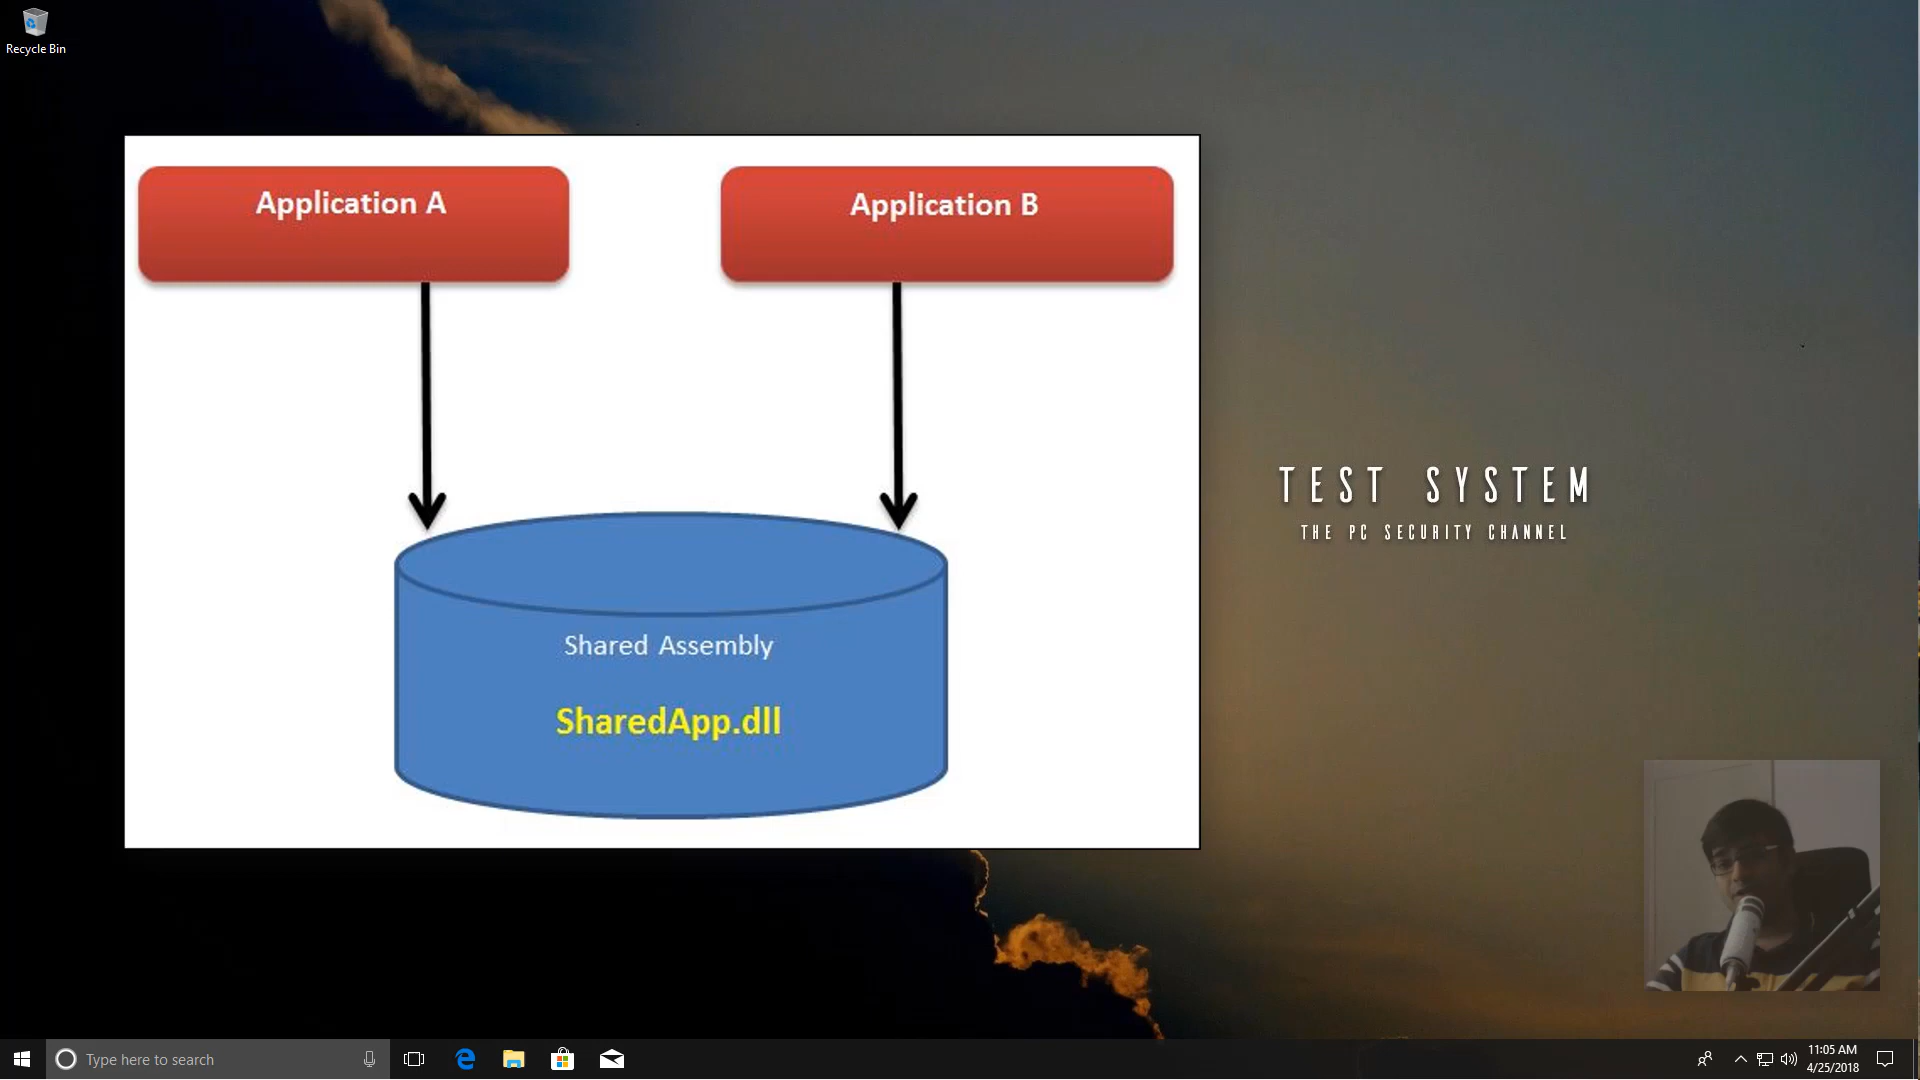 Recycle Bin
Application A
Application B
Shared Assembly
SharedApp.dll
TEST SYSTEM
THE PC SECURITY CHANNEL
Type here to search
11:05 AM
4/25/2018